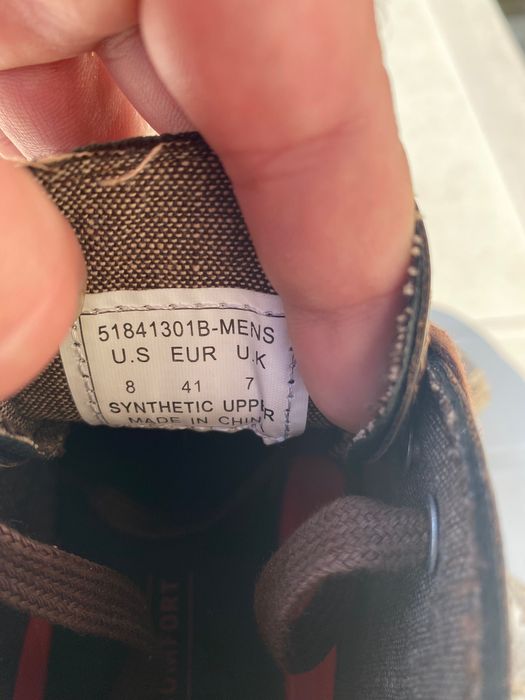 51841301B-MENS
U.S EUR U.K
8 41 7
SYNTHETIC UPPER
MADE IN CHINA